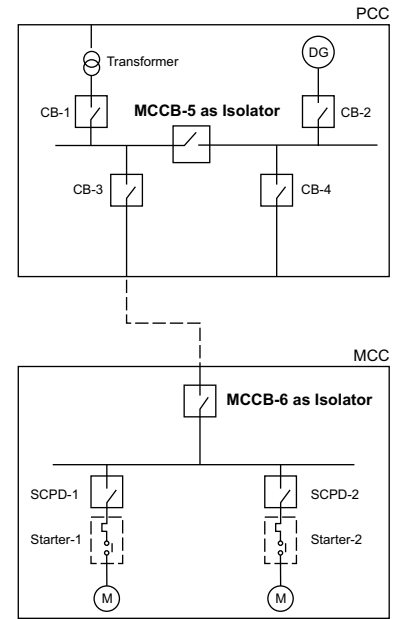 PCC
Transformer
DG
CB-1
MCCB-5 as Isolator
CB-2
CB-3
CB-4
MCC
MCCB-6 as Isolator
SCPD-1
SCPD-2
Starter-1
Starter-2
M
M